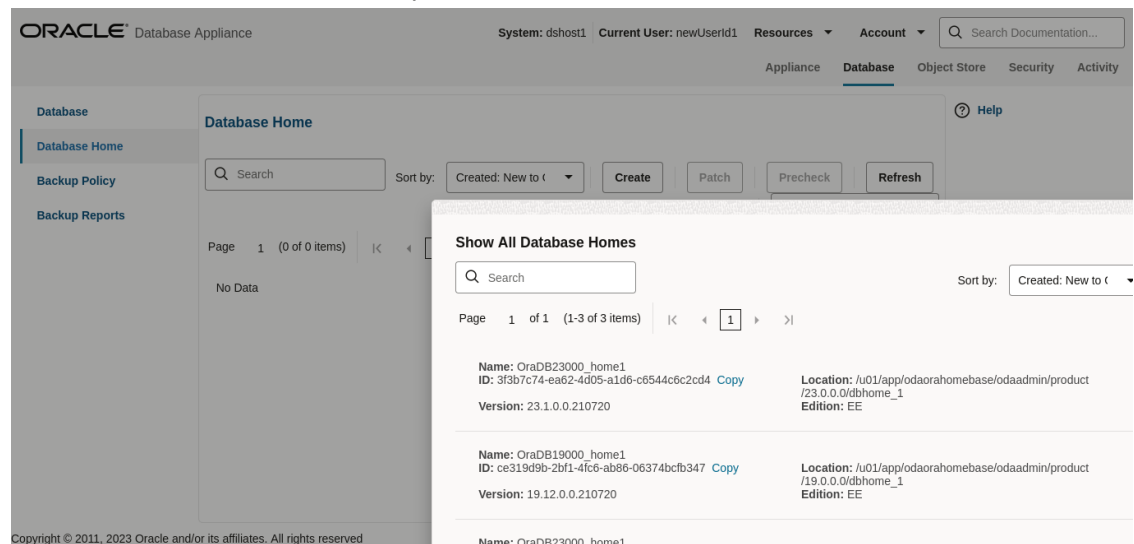 ORACLE Database Appliance
System: dshost1 Current User: newUserId1 Resources Account Search Documentation...
Appliance Database Object Store Security Activity
Database
Database Home
Backup Policy
Backup Reports
Database Home
Help
Search Sort by: Created: New to Create Patch Precheck Refresh
Page 1 (0 of 0 items)
No Data
Show All Database Homes
Search
Sort by: Created: New to
Page 1 of 1 (1-3 of 3 items) 1
Name: OraDB23000_home1
ID: 3f3b7c74-ea62-4d05-a1d6-c6544c6c2cd4 Copy
Version: 23.1.0.0.210720
Location: /u01/app/odaorahomebase/odaadmin/product
/23.0.0.0/dbhome_1
Edition: EE
Name: OraDB19000_home1
ID: ce319d9b-2bf1-4fc6-ab86-06374bcfb347 Copy
Version: 19.12.0.0.210720
Location: /u01/app/odaorahomebase/odaadmin/product
/19.0.0.0/dbhome_1
Edition: EE
Name: OraDB23000_home1
Copyright © 2011, 2023 Oracle and/or its affiliates. All rights reserved